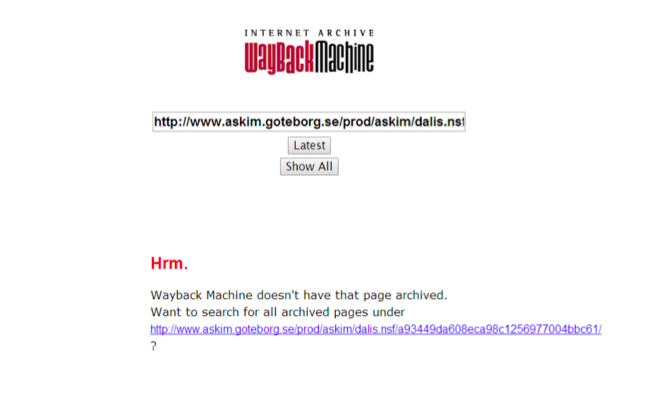 INTERNET ARCHIVE
WayBackMachine
http://www.askim.goteborg.se/prod/askim/dalis.nsf
Latest
Show All
Hrm.
Wayback Machine doesn't have that page archived.
Want to search for all archived pages under
http://www.askim.goteborg.se/prod/askim/dalis.nsf/a93449da608eca98c1256977004bbc61/
?